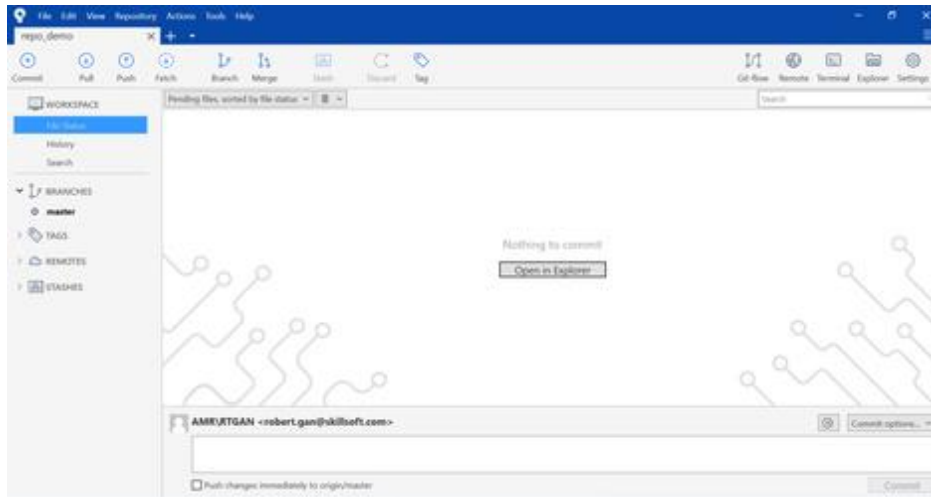 File Edit View Repository Actions Tools Help
repo_demo
Commit Pull Push Fetch Branch Merge Stash Discard Tag Git-flow Remote Terminal Explorer Settings
Pending files, sorted by file status
Search
WORKSPACE
File Status
History
Search
BRANCHES
master
TAGS
REMOTES
STASHES
Nothing to commit
Open in Explorer
AMR\RTGAN <robert.gan@skillsoft.com>
Commit options...
Push changes immediately to origin/master
Commit